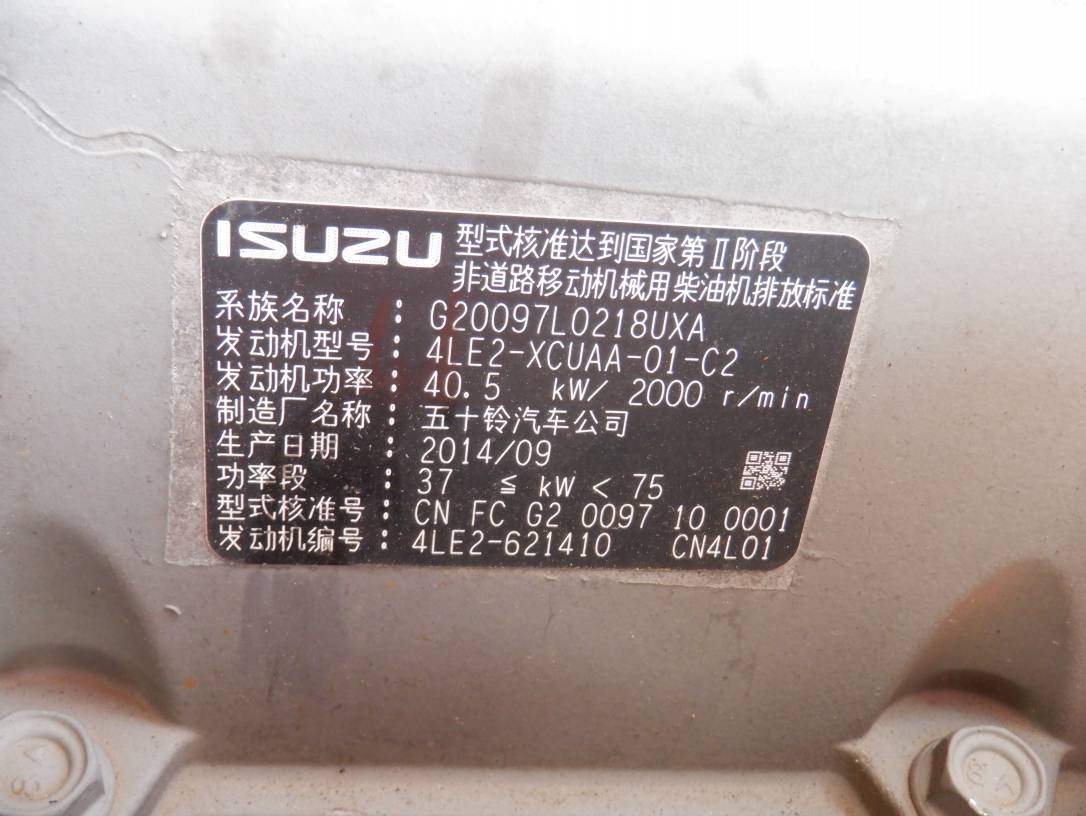 ISUZU 型式核准达到国家第Ⅱ阶段
非道路移动机械用柴油机排放标准
系族名称 : G20097L0218UXA
发动机型号 : 4LE2-XCUAA-01-C2
发动机功率 : 40.5 kW/ 2000 r/min
制造厂名称 : 五十铃汽车公司
生产日期 : 2014/09
功率段 : 37 ≦ kW < 75
型式核准号 : CN FC G2 0097 10 0001
发动机编号 : 4LE2-621410 CN4L01